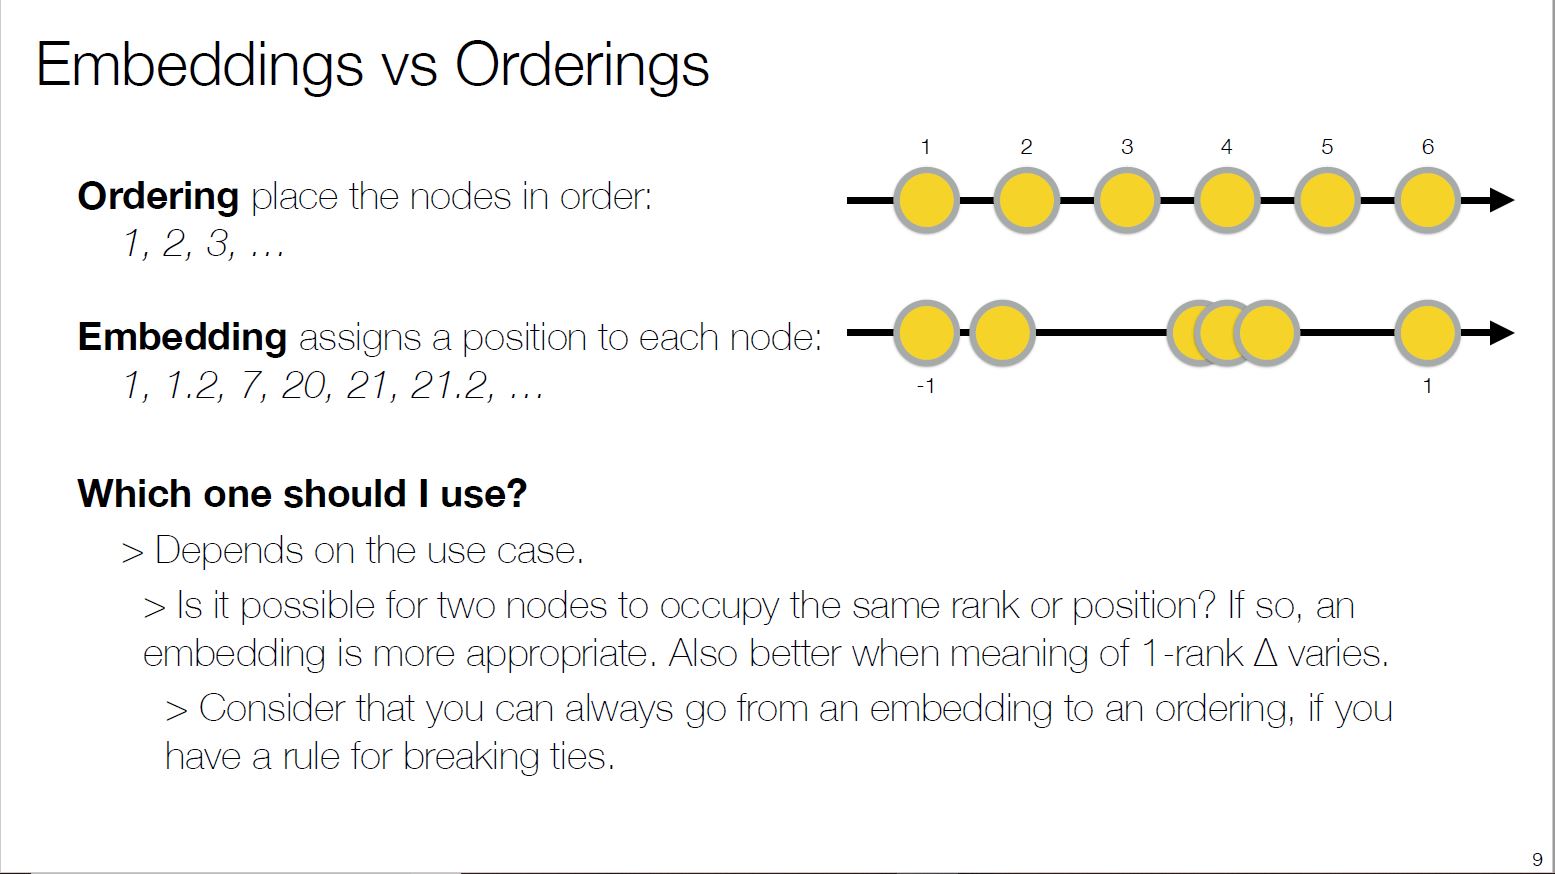 Embeddings vs Orderings
1 2 3 4 5 6
Ordering place the nodes in order:
1, 2, 3, …
Embedding assigns a position to each node:
1, 1.2, 7, 20, 21, 21.2, …
-1 1
Which one should I use?
> Depends on the use case.
> Is it possible for two nodes to occupy the same rank or position? If so, an
embedding is more appropriate. Also better when meaning of 1-rank Δ varies.
> Consider that you can always go from an embedding to an ordering, if you
have a rule for breaking ties.
9